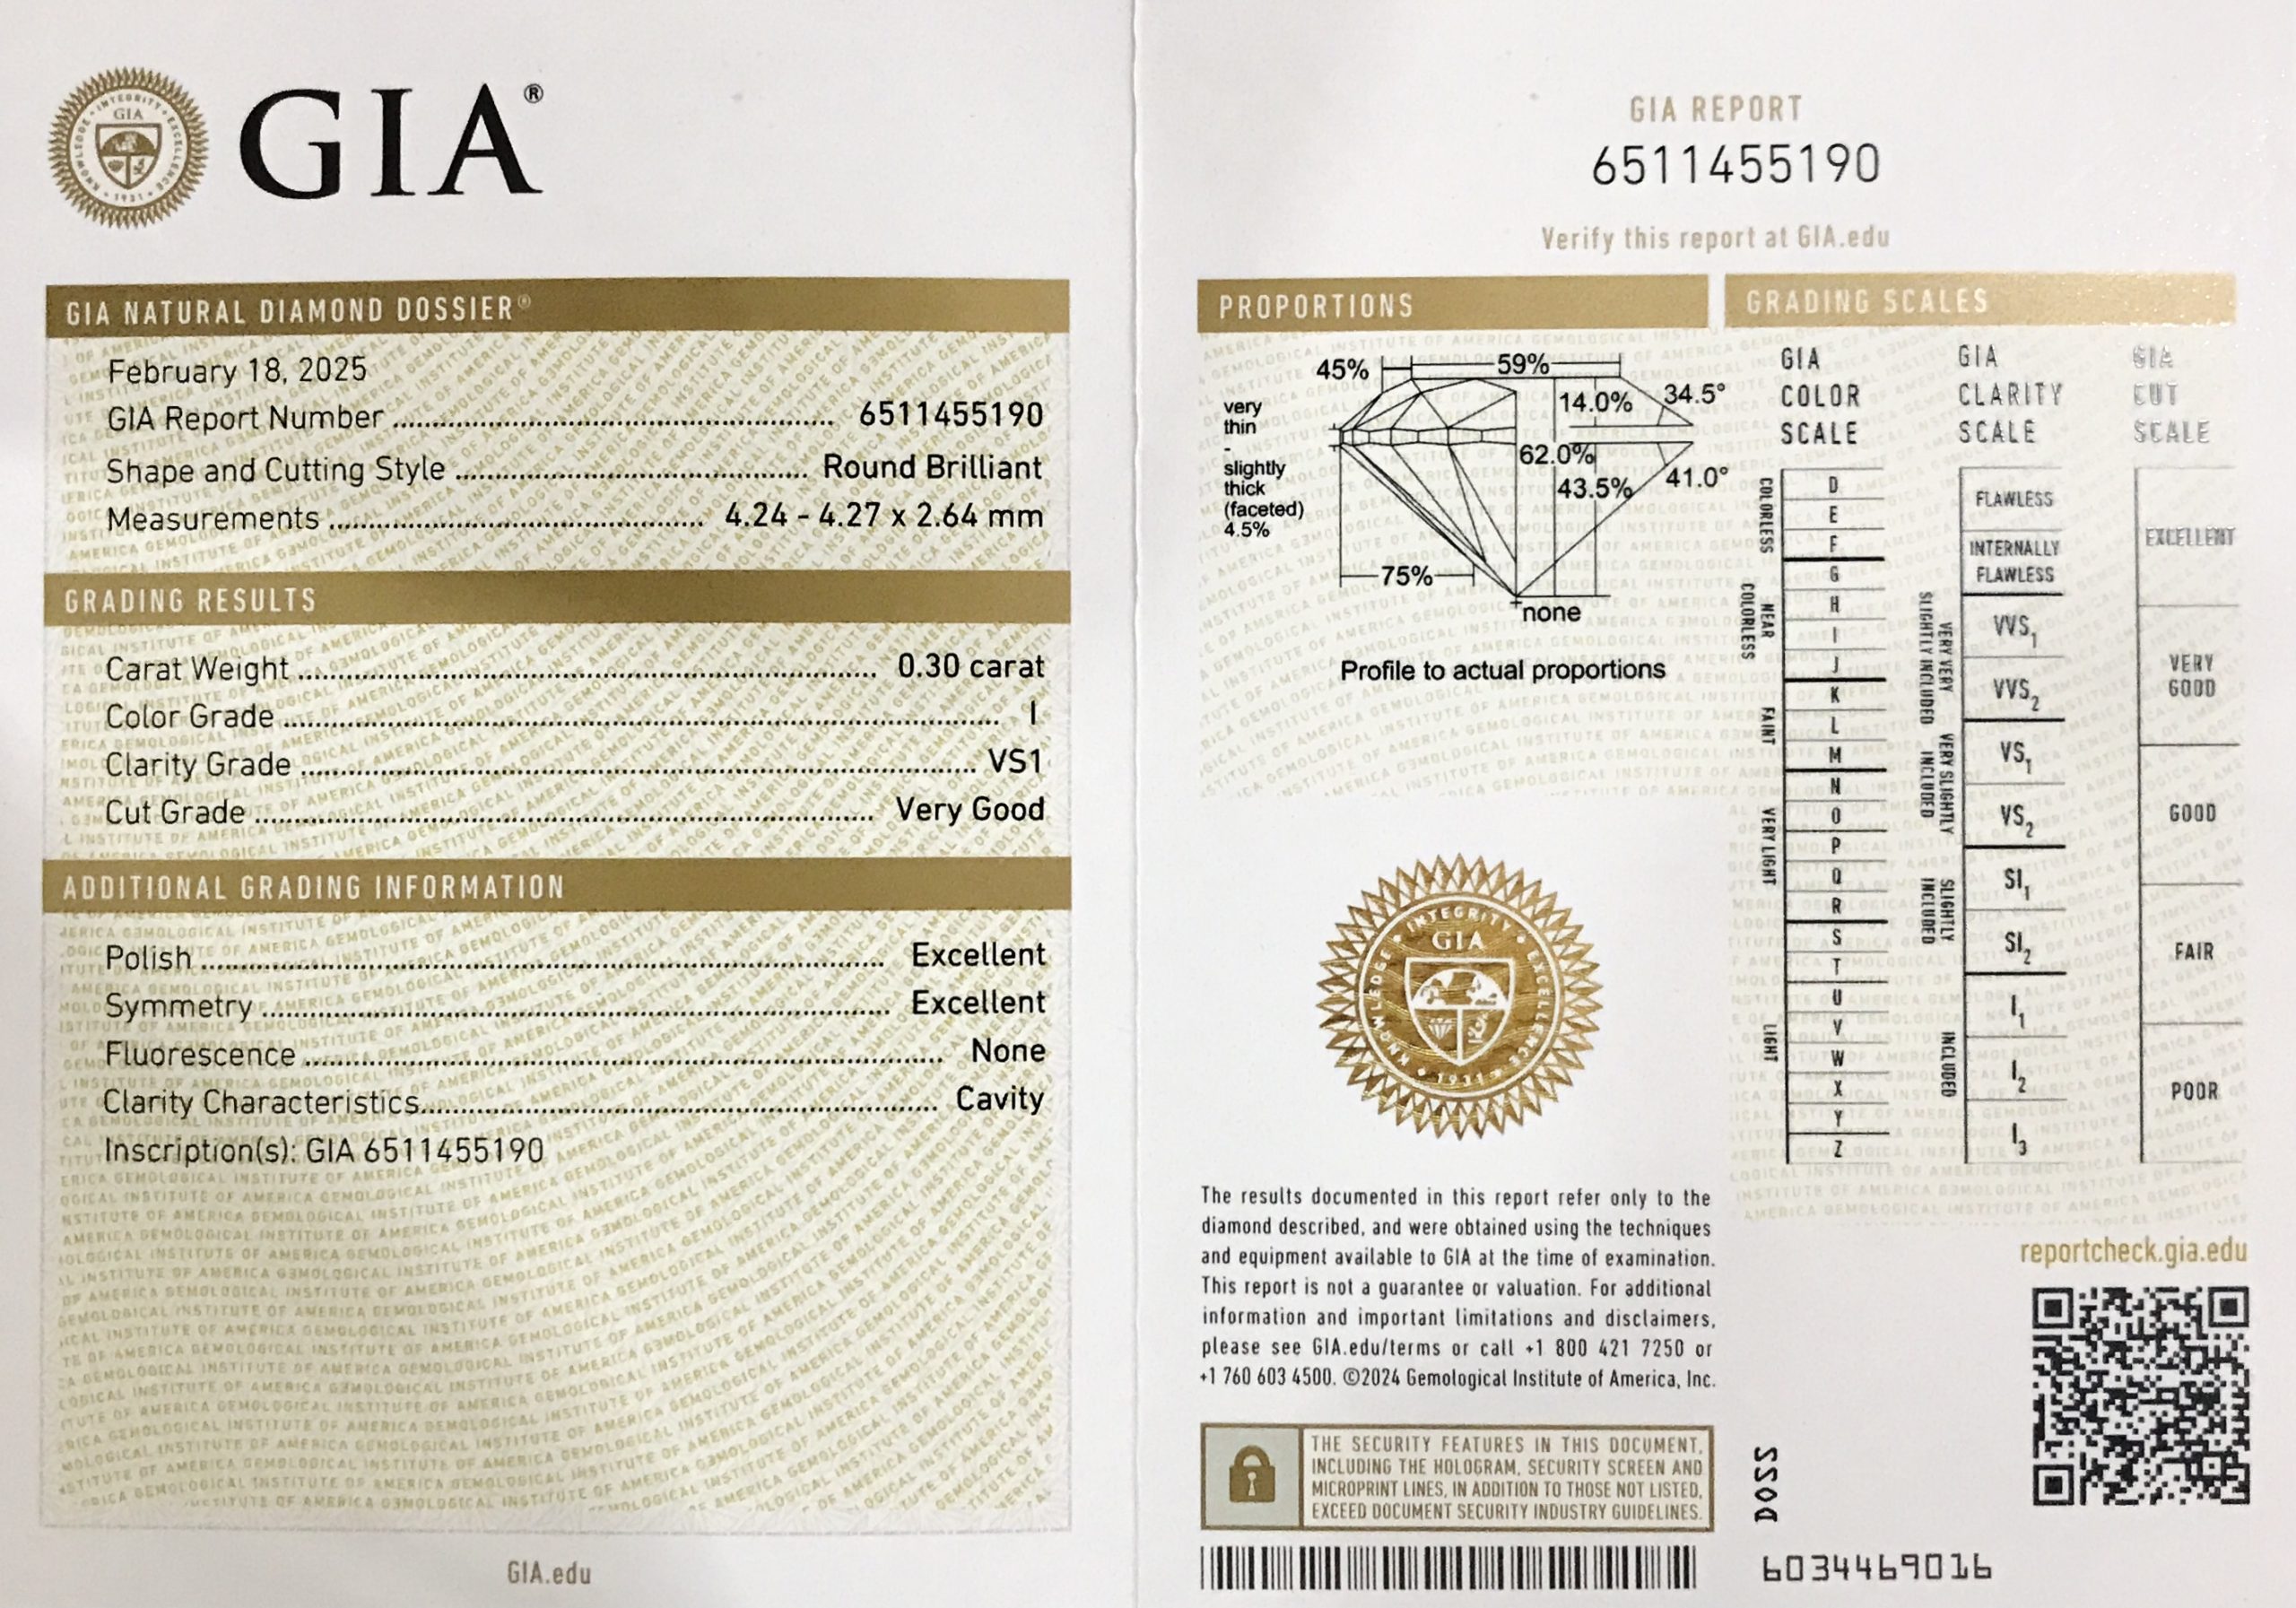 GIA®
GIA NATURAL DIAMOND DOSSIER®
February 18, 2025
GIA Report Number 6511455190
Shape and Cutting Style Round Brilliant
Measurements 4.24 - 4.27 x 2.64 mm
GRADING RESULTS
Carat Weight 0.30 carat
Color Grade I
Clarity Grade VS1
Cut Grade Very Good
ADDITIONAL GRADING INFORMATION
Polish Excellent
Symmetry Excellent
Fluorescence None
Clarity Characteristics Cavity
Inscription(s): GIA 6511455190
GIA.edu
GIA REPORT
6511455190
Verify this report at GIA.edu
PROPORTIONS
45%
59%
14.0%
34.5°
very
thin
-
slightly
thick
(faceted)
4.5%
62.0%
43.5%
41.0°
75%
none
Profile to actual proportions
INTEGRITY
GIA
EXCELLENCE
KNOWLEDGE
1931
The results documented in this report refer only to the
diamond described, and were obtained using the techniques
and equipment available to GIA at the time of examination.
This report is not a guarantee or valuation. For additional
information and important limitations and disclaimers,
please see GIA.edu/terms or call +1 800 421 7250 or
+1 760 603 4500. ©2024 Gemological Institute of America, Inc.
THE SECURITY FEATURES IN THIS DOCUMENT,
INCLUDING THE HOLOGRAM, SECURITY SCREEN AND
MICROPRINT LINES, IN ADDITION TO THOSE NOT LISTED,
EXCEED DOCUMENT SECURITY INDUSTRY GUIDELINES.
GRADING SCALES
GIA
COLOR
SCALE
COLORLESS
D
E
F
NEAR
COLORLESS
G
H
I
J
FAINT
K
L
M
VERY LIGHT
N
O
P
Q
R
LIGHT
S
T
U
V
W
X
Y
Z
GIA
CLARITY
SCALE
FLAWLESS
INTERNALLY
FLAWLESS
VERY VERY
SLIGHTLY INCLUDED
VVS1
VVS2
VERY SLIGHTLY
INCLUDED
VS1
VS2
SLIGHTLY
INCLUDED
SI1
SI2
INCLUDED
I1
I2
I3
GIA
CUT
SCALE
EXCELLENT
VERY
GOOD
GOOD
FAIR
POOR
reportcheck.gia.edu
DOSS
6034469016